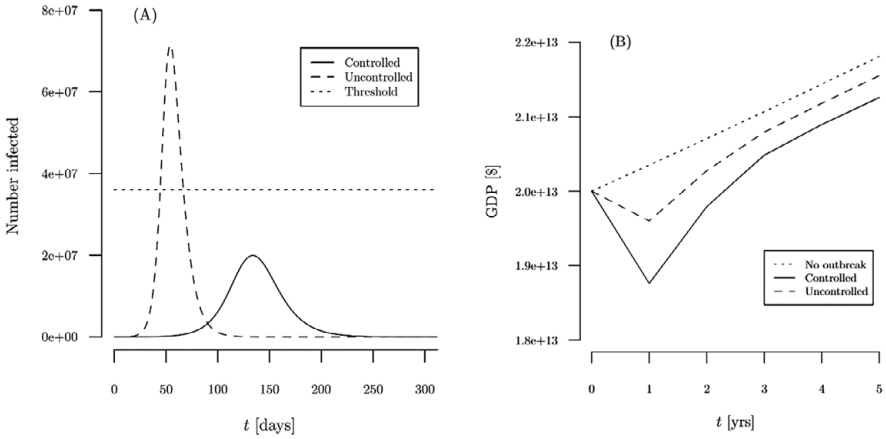 (A)
8e+07
6e+07
4e+07
2e+07
0e+00
Number infected
Controlled
Uncontrolled
Threshold
0 50 100 150 200 250 300
t [days]
(B)
2.2e+13
2.1e+13
2.0e+13
1.9e+13
1.8e+13
GDP [$]
No outbreak
Controlled
Uncontrolled
0 1 2 3 4 5
t [yrs]